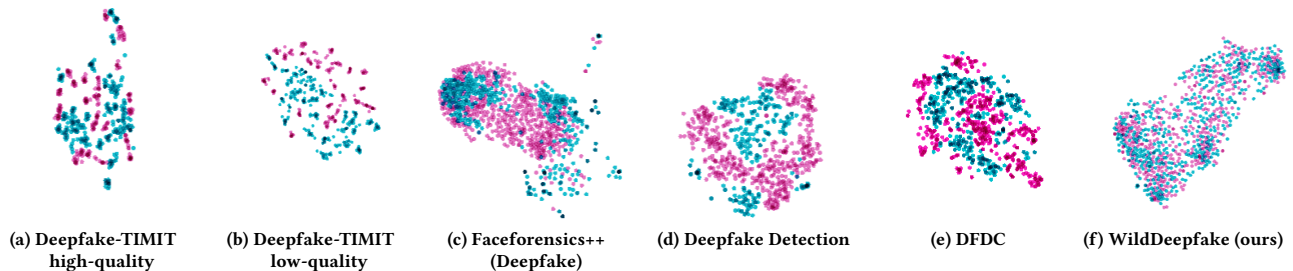 (a) Deepfake-TIMIT
high-quality
(b) Deepfake-TIMIT
low-quality
(c) Faceforensics++
(Deepfake)
(d) Deepfake Detection
(e) DFDC
(f) WildDeepfake (ours)